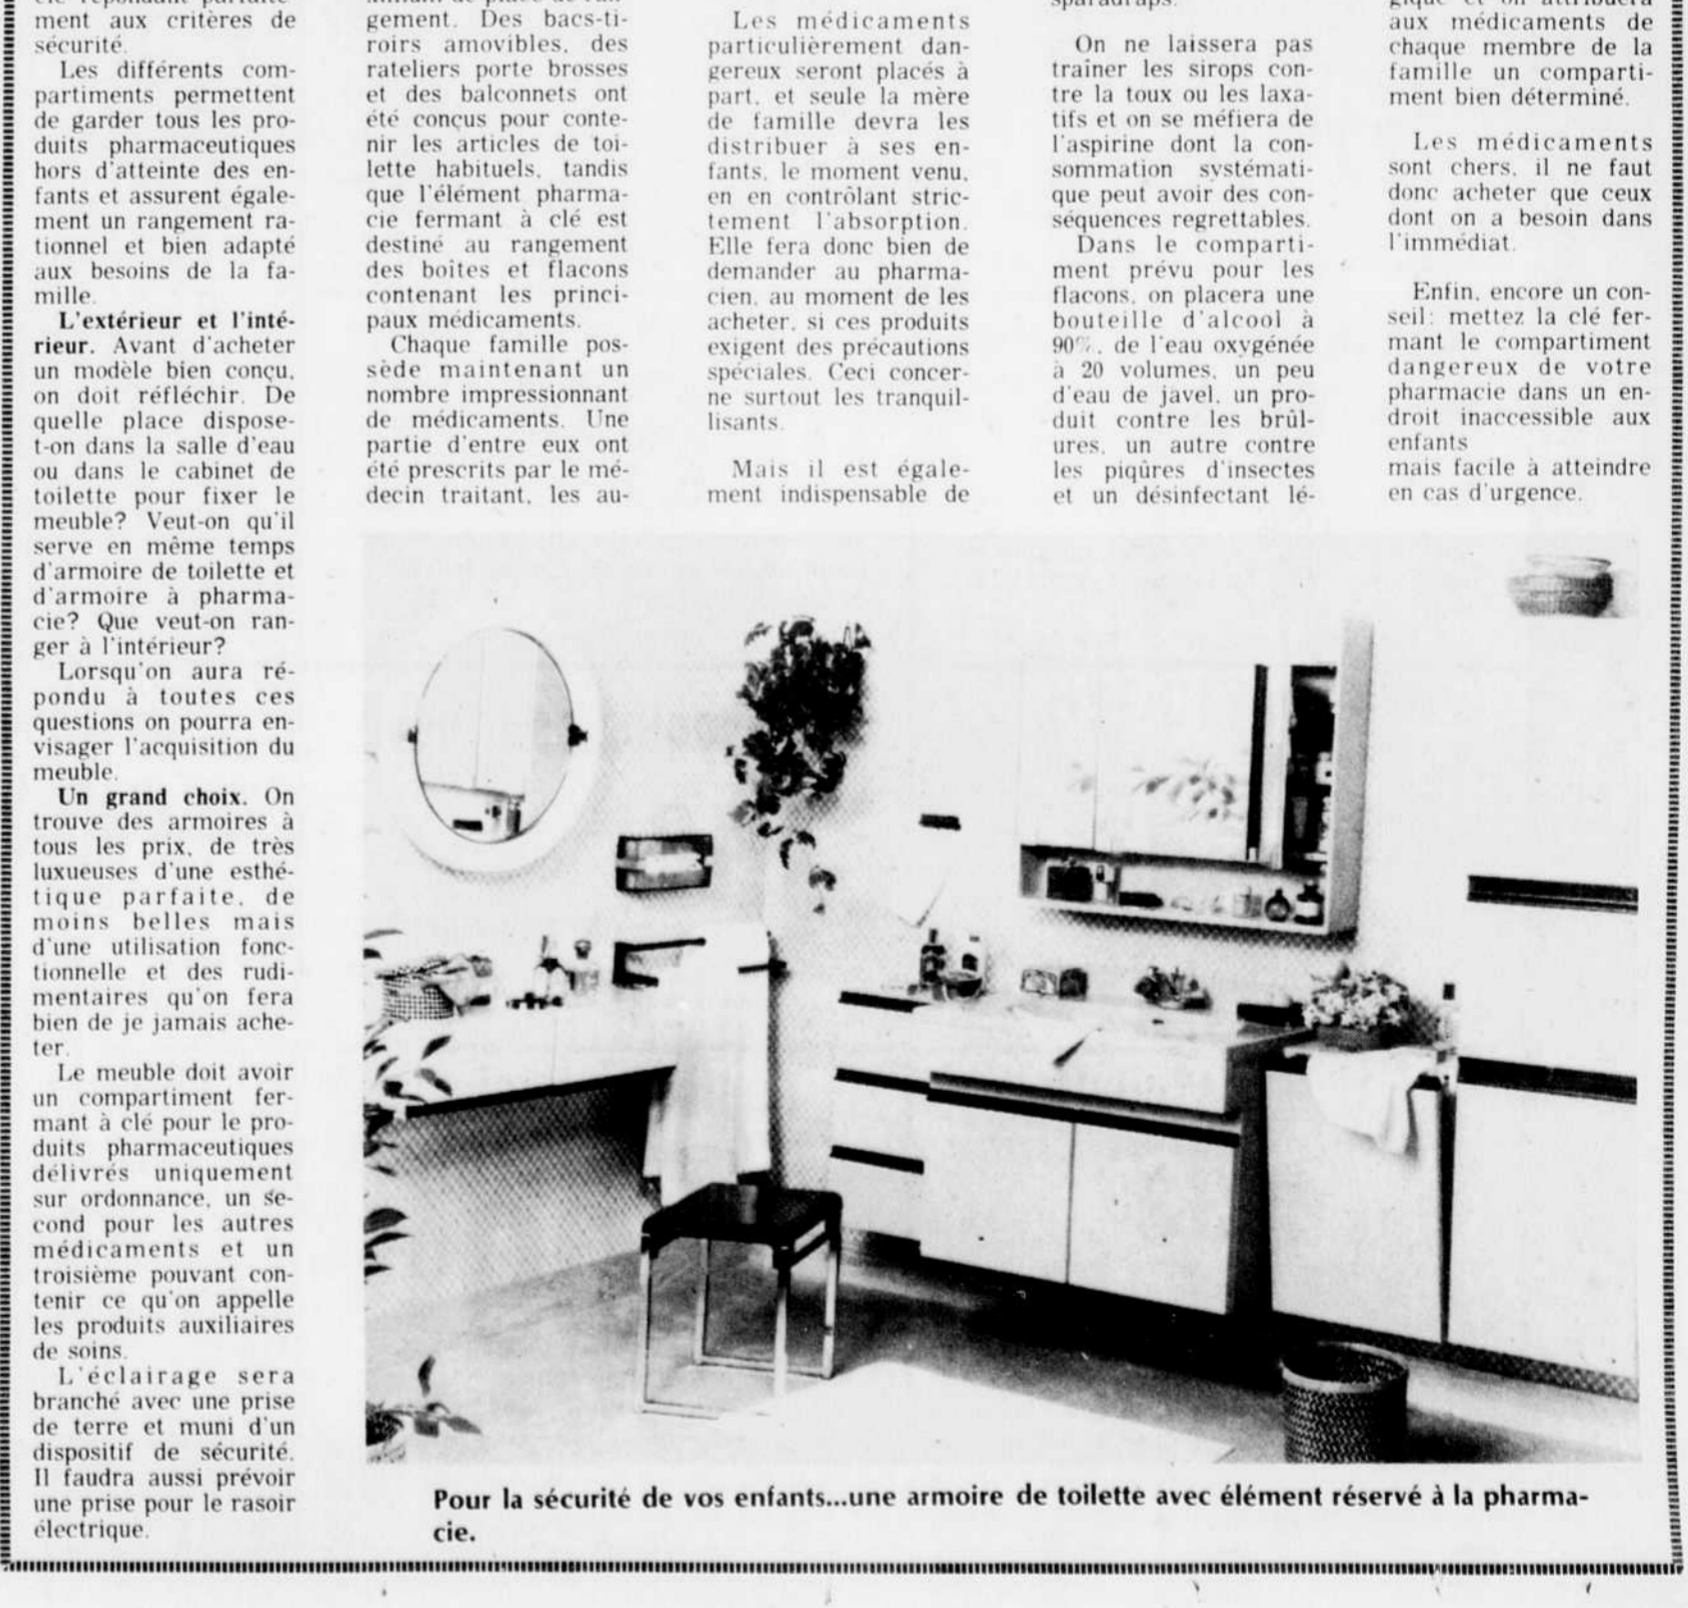 ment aux critères de
sécurité.
Les différents com-
partiments permettent
de garder tous les pro-
duits pharmaceutiques
hors d'atteinte des en-
fants et assurent égale-
ment un rangement ra-
tionnel et bien adapté
aux besoins de la fa-
mille.
L'extérieur et l'inté-
rieur. Avant d'acheter
un modèle bien conçu,
on doit réfléchir. De
quelle place dispose-
t-on dans la salle d'eau
ou dans le cabinet de
toilette pour fixer le
meuble? Veut-on qu'il
serve en même temps
d'armoire de toilette et
d'armoire à pharma-
cie? Que veut-on ran-
ger à l'intérieur?
Lorsqu'on aura ré-
pondu à toutes ces
questions on pourra en-
visager l'acquisition du
meuble.
Un grand choix. On
trouve des armoires à
tous les prix, de très
luxueuses d'une esthé-
tique parfaite, de
moins belles mais
d'une utilisation fonc-
tionnelle et des rudi-
mentaires qu'on fera
bien de je jamais ache-
ter.
Le meuble doit avoir
un compartiment fer-
mant à clé pour le pro-
duits pharmaceutiques
délivrés uniquement
sur ordonnance, un se-
cond pour les autres
médicaments et un
troisième pouvant con-
tenir ce qu'on appelle
les produits auxiliaires
de soins.
L'éclairage sera
branché avec une prise
de terre et muni d'un
dispositif de sécurité.
Il faudra aussi prévoir
une prise pour le rasoir
électrique.
gement. Des bacs-ti-
roirs amovibles, des
rateliers porte brosses
et des balconnets ont
été conçus pour conte-
nir les articles de toi-
lette habituels, tandis
que l'élément pharma-
cie fermant à clé est
destiné au rangement
des boîtes et flacons
contenant les princi-
paux médicaments.
Chaque famille pos-
sède maintenant un
nombre impressionnant
de médicaments. Une
partie d'entre eux ont
été prescrits par le mé-
decin traitant, les au-
Les médicaments
particulièrement dan-
gereux seront placés à
part, et seule la mère
de famille devra les
distribuer à ses en-
fants, le moment venu,
en en contrôlant stric-
tement l'absorption.
Elle fera donc bien de
demander au pharma-
cien, au moment de les
acheter, si ces produits
exigent des précautions
spéciales. Ceci concer-
ne surtout les tranquil-
lisants.
Mais il est égale-
ment indispensable de
sparadraps.
On ne laissera pas
traîner les sirops con-
tre la toux ou les laxa-
tifs et on se méfiera de
l'aspirine dont la con-
sommation systémati-
que peut avoir des con-
séquences regrettables.
Dans le comparti-
ment prévu pour les
flacons, on placera une
bouteille d'alcool à
90%, de l'eau oxygénée
à 20 volumes, un peu
d'eau de javel, un pro-
duit contre les brûl-
ures, un autre contre
les piqûres d'insectes
et un désinfectant lé-
aux médicaments de
chaque membre de la
famille un comparti-
ment bien déterminé.
Les médicaments
sont chers, il ne faut
donc acheter que ceux
dont on a besoin dans
l'immédiat.
Enfin, encore un con-
seil: mettez la clé fer-
mant le compartiment
dangereux de votre
pharmacie dans un en-
droit inaccessible aux
enfants
mais facile à atteindre
en cas d'urgence.
Pour la sécurité de vos enfants...une armoire de toilette avec élément réservé à la pharma-
cie.